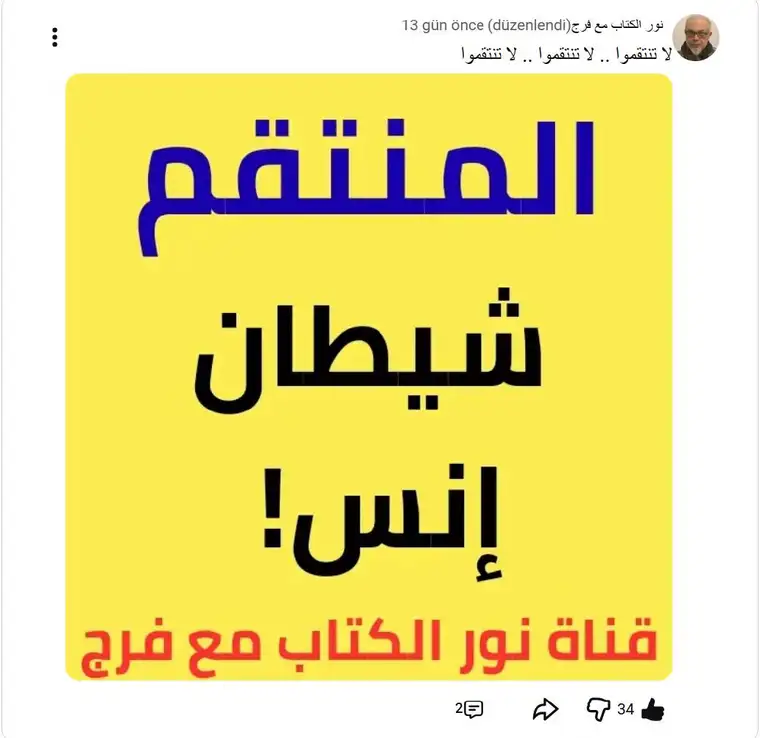 نور الكتاب مع فرج 13 gün önce (düzenlendi)
لا تنتقموا .. لا تنتقموا .. لا تنتقموا
المنتقم
شيطان
إنس!
قناة نور الكتاب مع فرج
34 2